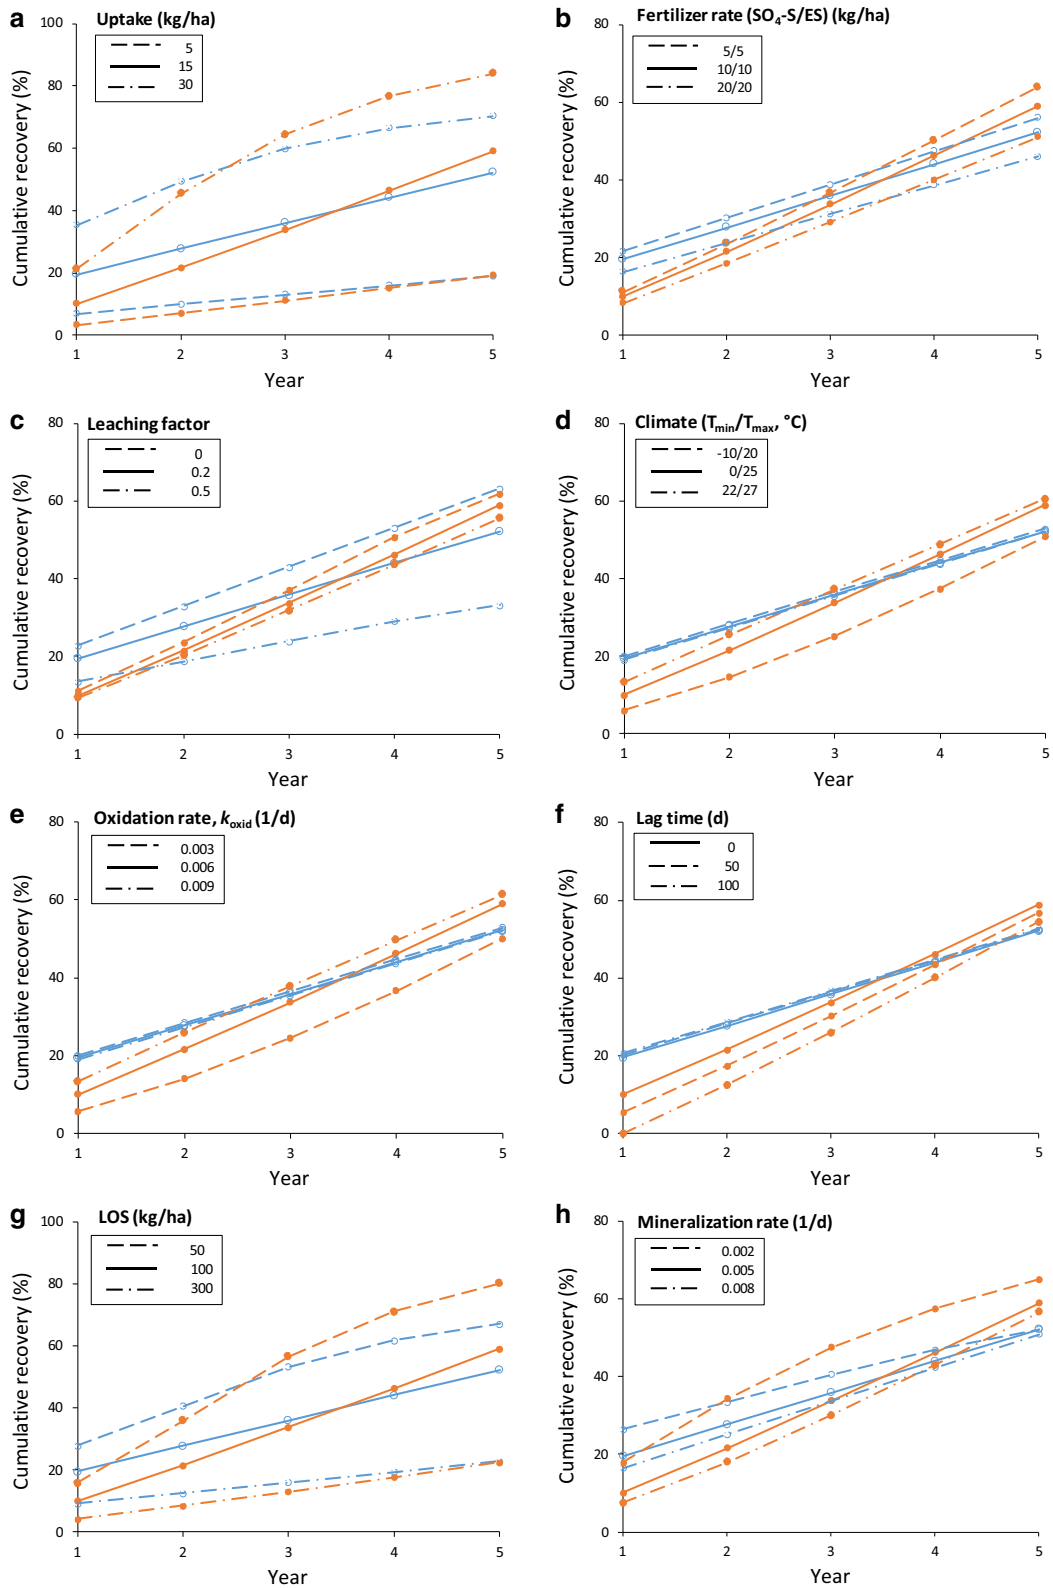 a Uptake (kg/ha)
5
15
30
Cumulative recovery (%)
100
80
60
40
20
0
1 2 3 4 5
Year
b Fertilizer rate (SO4-S/ES) (kg/ha)
5/5
10/10
20/20
Cumulative recovery (%)
80
60
40
20
0
1 2 3 4 5
Year
c Leaching factor
0
0.2
0.5
Cumulative recovery (%)
80
60
40
20
0
1 2 3 4 5
Year
d Climate (Tmin/Tmax, °C)
-10/20
0/25
22/27
Cumulative recovery (%)
80
60
40
20
0
1 2 3 4 5
Year
e Oxidation rate, koxid (1/d)
0.003
0.006
0.009
Cumulative recovery (%)
80
60
40
20
0
1 2 3 4 5
Year
f Lag time (d)
0
50
100
Cumulative recovery (%)
80
60
40
20
0
1 2 3 4 5
Year
g LOS (kg/ha)
50
100
300
Cumulative recovery (%)
100
80
60
40
20
0
1 2 3 4 5
Year
h Mineralization rate (1/d)
0.002
0.005
0.008
Cumulative recovery (%)
80
60
40
20
0
1 2 3 4 5
Year